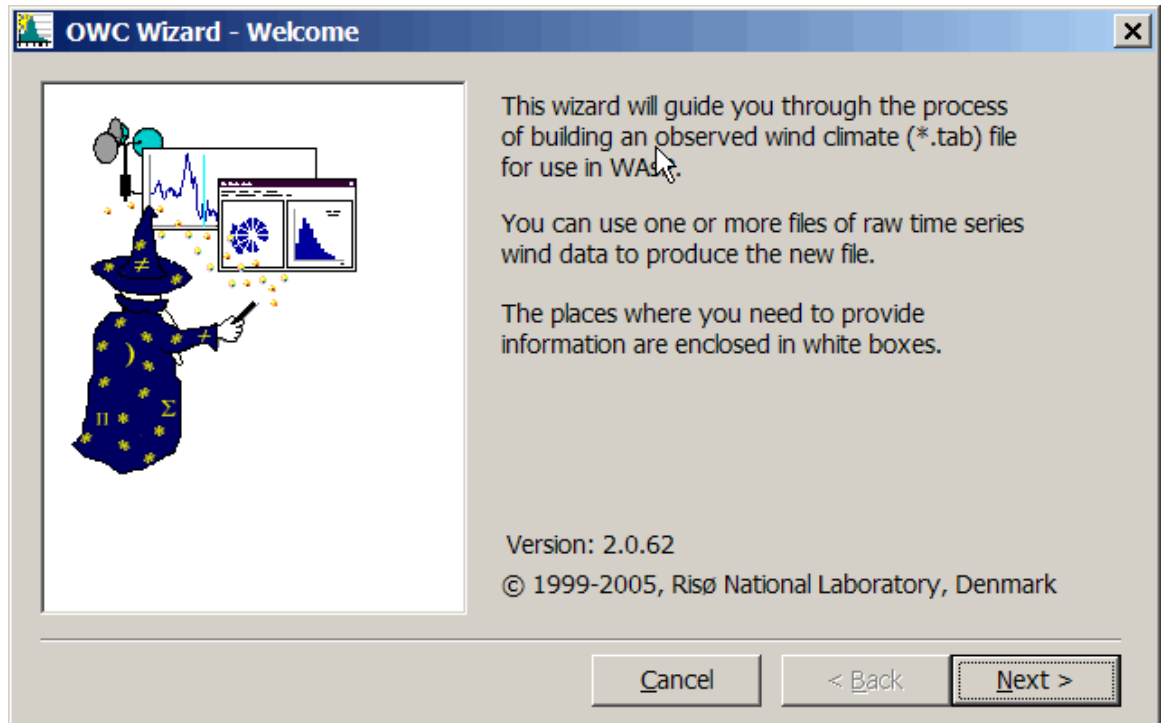 OWC Wizard - Welcome
This wizard will guide you through the process
of building an observed wind climate (*.tab) file
for use in
You can use one or more files of raw time series
wind data to produce the new file.
The places where you need to provide
information are enclosed in white boxes.
Π
Σ
Version: 2.0.62
© 1999-2005, Risø National Laboratory, Denmark
Cancel
< Back
Next >